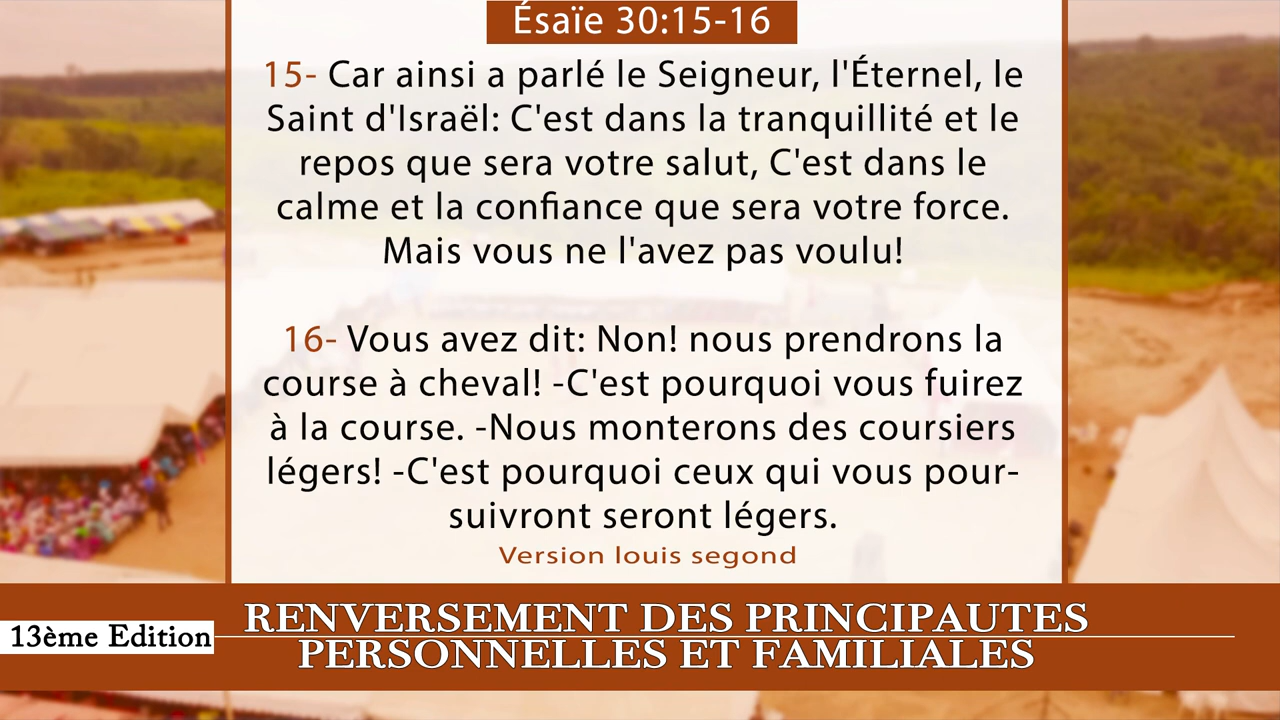 Ésaïe 30:15-16
15- Car ainsi a parlé le Seigneur, l'Éternel, le
Saint d'Israël: C'est dans la tranquillité et le
repos que sera votre salut, C'est dans le
calme et la confiance que sera votre force.
Mais vous ne l'avez pas voulu!
16- Vous avez dit: Non! nous prendrons la
course à cheval! -C'est pourquoi vous fuirez
à la course. -Nous monterons des coursiers
légers! -C'est pourquoi ceux qui vous pour-
suivront seront légers.
Version louis segond
13ème Edition
RENVERSEMENT DES PRINCIPAUTES
PERSONNELLES ET FAMILIALES